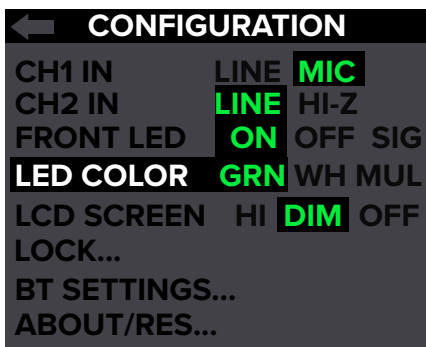 CONFIGURATION
CH1 IN LINE MIC
CH2 IN LINE HI-Z
FRONT LED ON OFF SIG
LED COLOR GRN WH MUL
LCD SCREEN HI DIM OFF
LOCK...
BT SETTINGS...
ABOUT/RES...